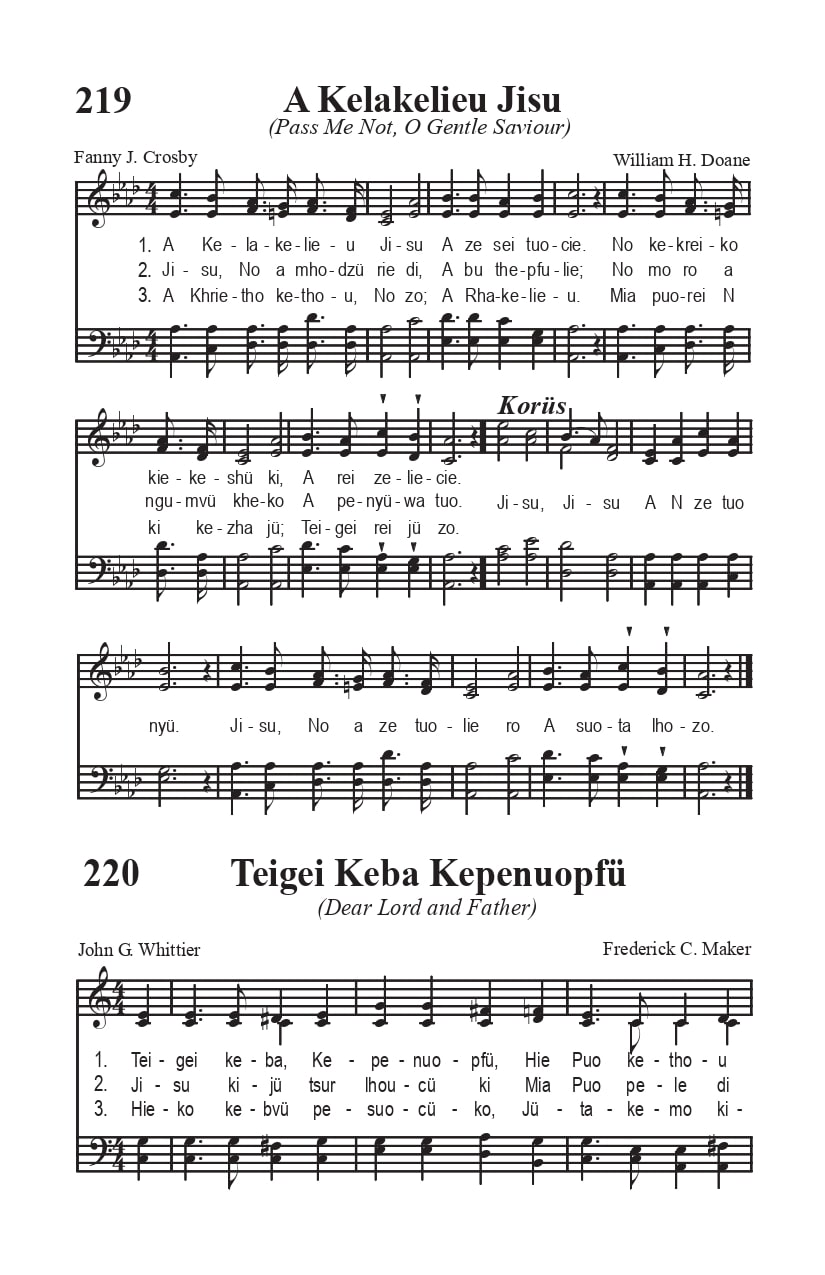 219 A Kelakelieu Jisu
(Pass Me Not, O Gentle Saviour)
Fanny J. Crosby William H. Doane
1. A Ke - la - ke - lie - u Ji - su A ze sei tuo - cie. No ke - krei - ko
2. Ji - su, No a mho - dzü rie di, A bu the - pfu - lie; No mo ro a
3. A Khrie - tho ke - tho - u, No zo; A Rha - ke - lie - u. Mia puo - rei N
Korüs
kie - ke - shü ki, A rei ze - lie - cie.
ngu - mvü khe - ko A pe - nyü - wa tuo. Ji - su, Ji - su A N ze tuo
ki ke - zha jü; Tei - gei rei jü zo.
nyü. Ji - su, No a ze tuo - lie ro A suo - ta lho - zo.
220 Teigei Keba Kepenuopfü
(Dear Lord and Father)
John G. Whittier Frederick C. Maker
1. Tei - gei ke - ba, Ke - pe - nuo - pfü, Hie Puo ke - tho - u
2. Ji - su ki - jü tsur lhou - cü ki Mia Puo pe - le di
3. Hie - ko ke - bvü pe - suo - cü - ko, Jü - ta - ke - mo ki -